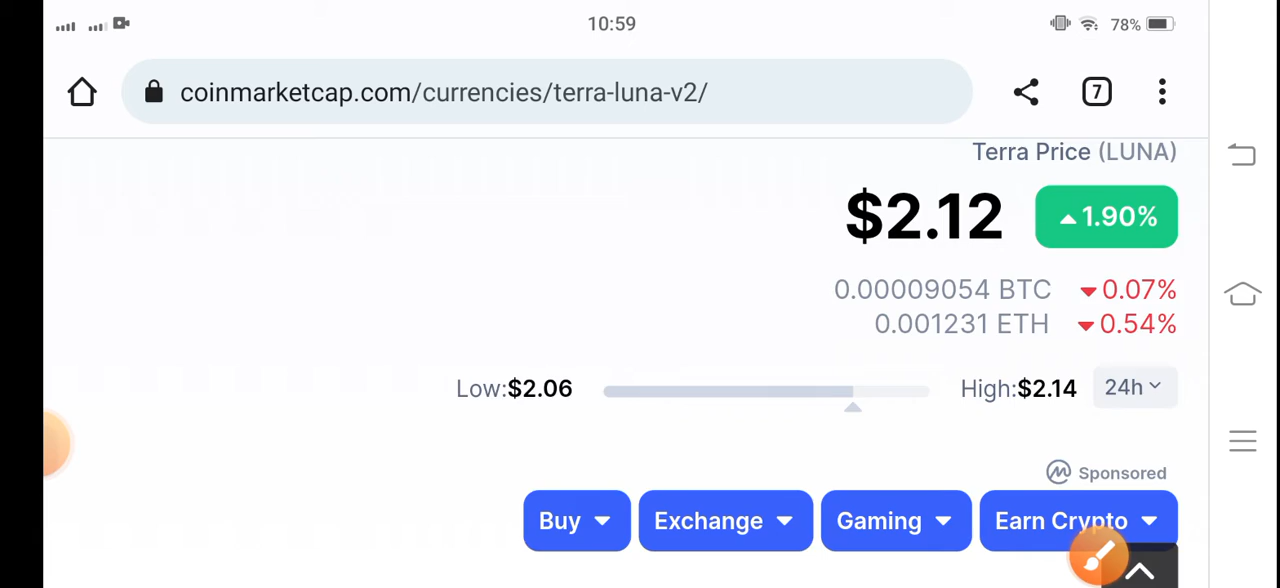 10:59
78%
coinmarketcap.com/currencies/terra-luna-v2/
7
Terra Price (LUNA)
$2.12 1.90%
0.00009054 BTC 0.07%
0.001231 ETH 0.54%
Low:$2.06 High:$2.14 24h
Sponsored
Buy Exchange Gaming Earn Crypto